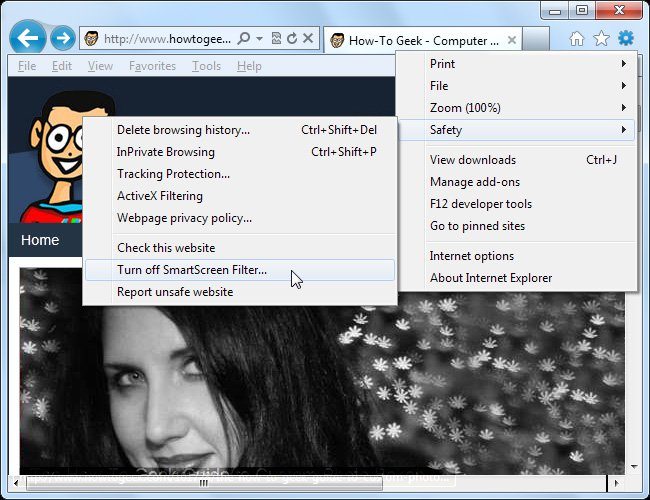 http://www.howtogee...
How-To Geek - Computer ...
File Edit View Favorites Tools Help
Print
File
Zoom (100%)
Safety
View downloads Ctrl+J
Manage add-ons
F12 developer tools
Go to pinned sites
Internet options
About Internet Explorer
Delete browsing history... Ctrl+Shift+Del
InPrivate Browsing Ctrl+Shift+P
Tracking Protection...
ActiveX Filtering
Webpage privacy policy...
Check this website
Turn off SmartScreen Filter...
Report unsafe website
Home